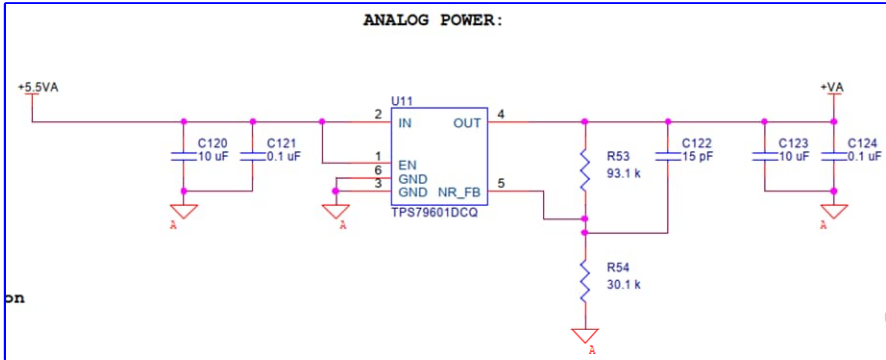 ANALOG POWER:
+5.5VA
+VA
U11
2 IN OUT 4
C120
10 uF
C121
0.1 uF
R53
93.1 k
C122
15 pF
C123
10 uF
C124
0.1 uF
1 EN
6 GND
3 GND NR_FB 5
TPS79601DCQ
A
A
A
R54
30.1 k
on
A